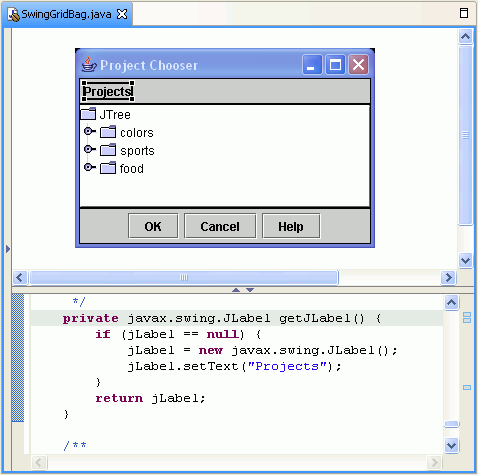 SwingGridBag.java
Project Chooser
Projects
JTree
colors
sports
food
OK Cancel Help
*/
private javax.swing.JLabel getJLabel() {
if (jLabel == null) {
jLabel = new javax.swing.JLabel();
jLabel.setText("Projects");
}
return jLabel;
}
/**